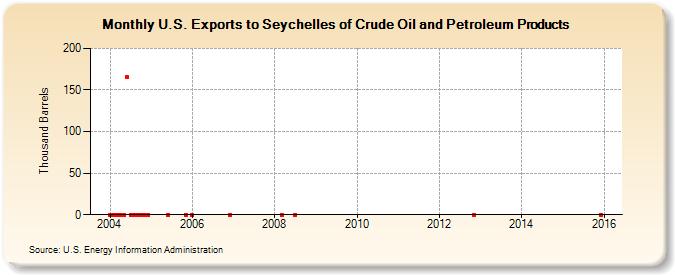 Monthly U.S. Exports to Seychelles of Crude Oil and Petroleum Products
Thousand Barrels
200
150
100
50
0
2004 2006 2008 2010 2012 2014 2016
Source: U.S. Energy Information Administration